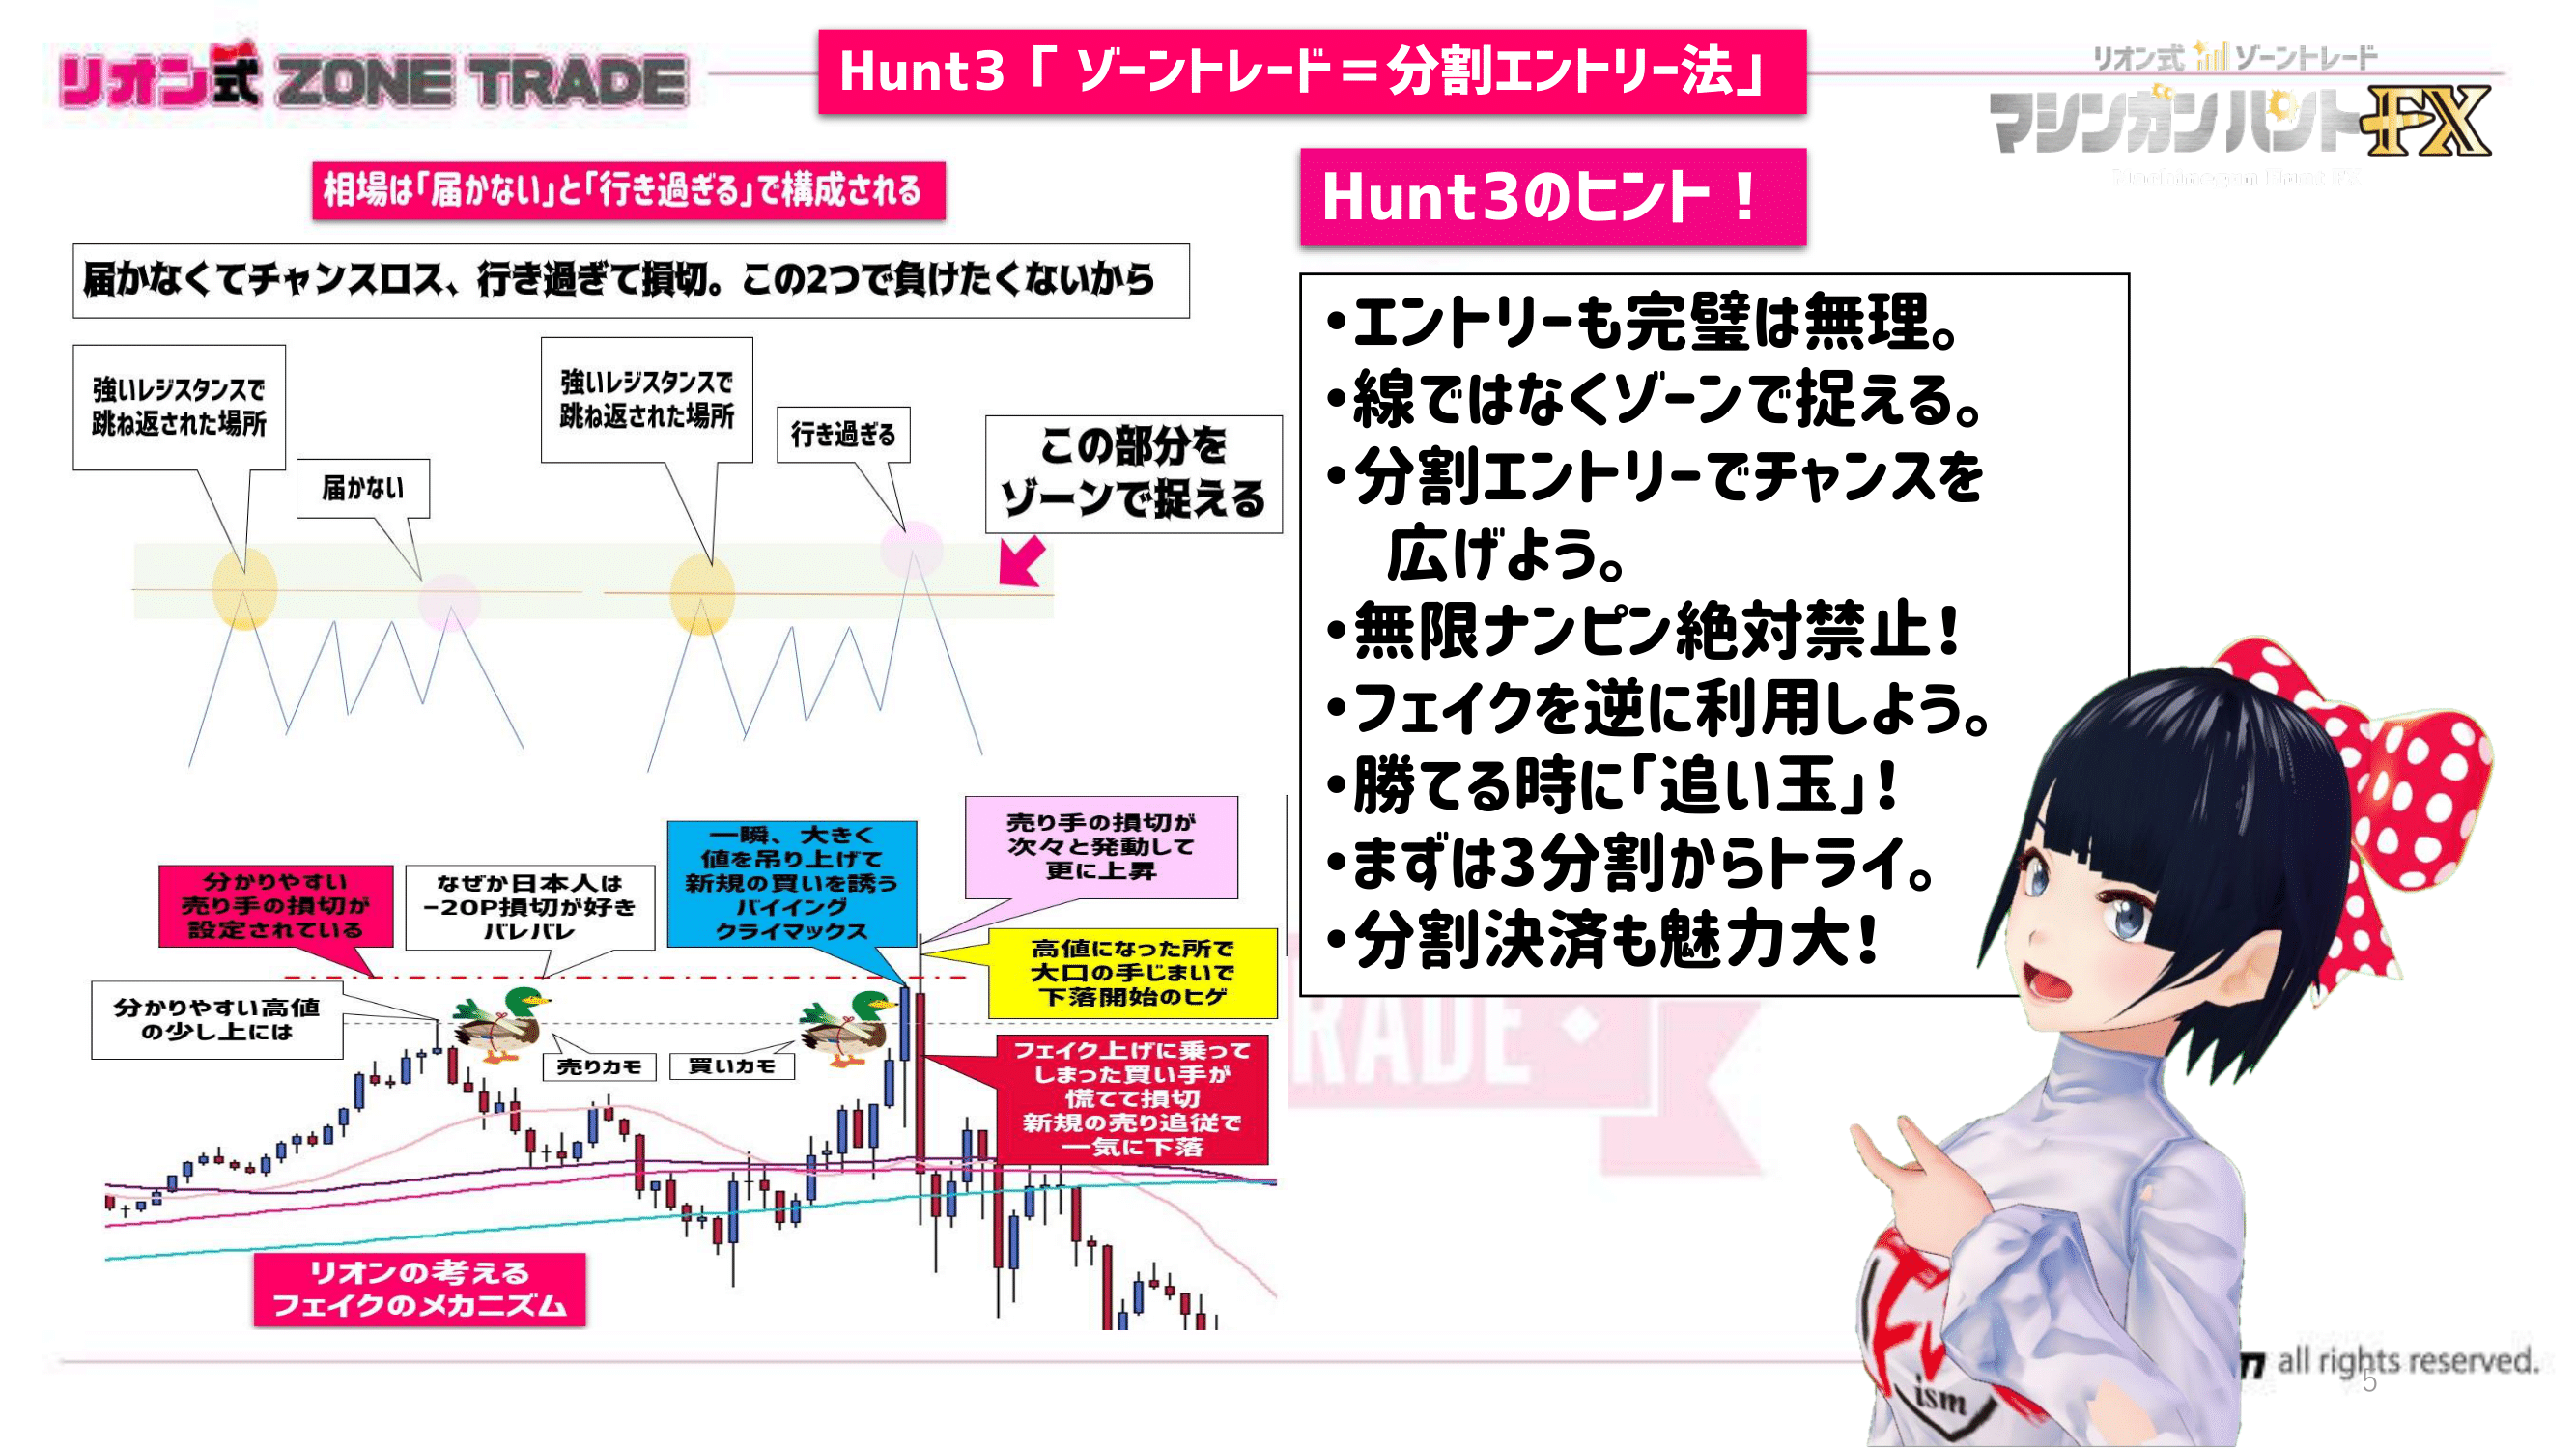 リオン式 ZONE TRADE
Hunt3「 ゾーントレード＝分割エントリー法」
リオン式 ゾーントレード
マシンガン ハント FX
相場は「届かない」と「行き過ぎる」で構成される
届かなくてチャンスロス、行き過ぎて損切。この2つで負けたくないから
強いレジスタンスで
跳ね返された場所
届かない
強いレジスタンスで
跳ね返された場所
行き過ぎる
この部分を
ゾーンで捉える
分かりやすい
売り手の損切が
設定されている
なぜか日本人は
-20P損切が好き
バレバレ
一瞬、大きく
値を吊り上げて
新規の買いを誘う
バイイング
クライマックス
売り手の損切が
次々と発動して
更に上昇
高値になった所で
大口の手じまいで
下落開始のヒゲ
分かりやすい高値
の少し上には
売りカモ
買いカモ
フェイク上げに乗って
しまった買い手が
慌てて損切
新規の売り追従で
一気に下落
リオンの考える
フェイクのメカニズム
Hunt3のヒント！
•エントリーも完璧は無理。
•線ではなくゾーンで捉える。
•分割エントリーでチャンスを
広げよう。
•無限ナンピン絶対禁止！
•フェイクを逆に利用しよう。
•勝てる時に「追い玉」！
•まずは3分割からトライ。
•分割決済も魅力大！
RADE
ism
all rights reserved.
5